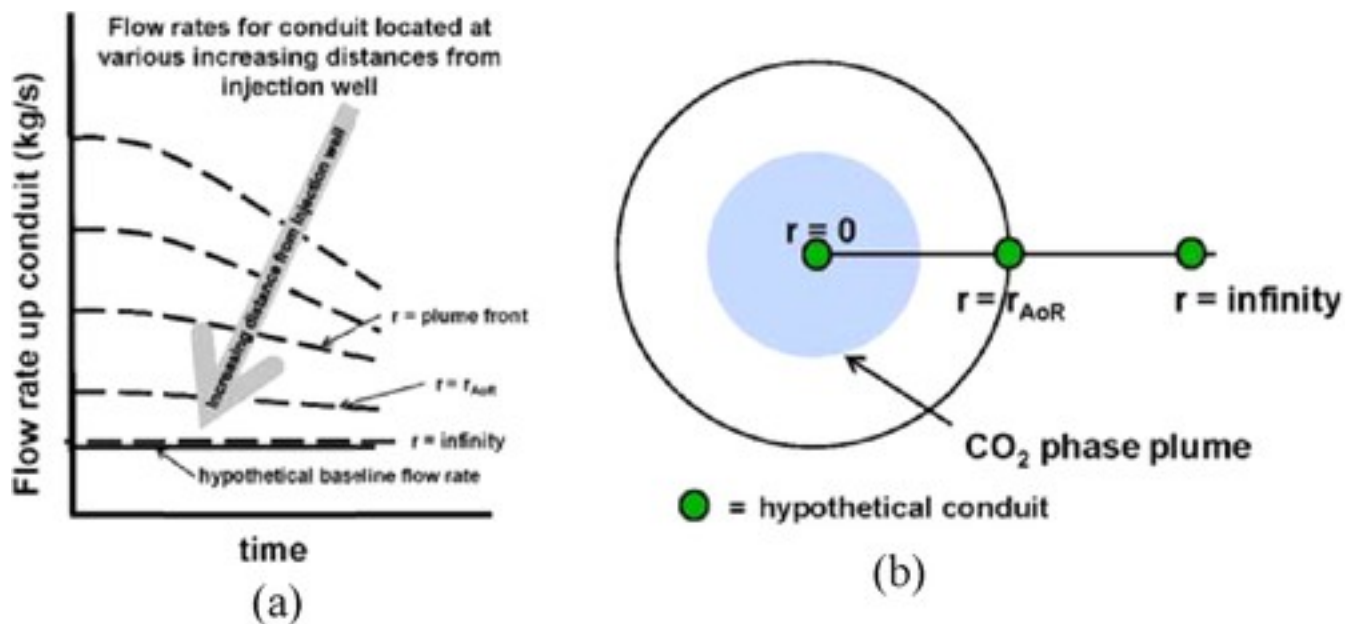 Flow rates for conduit located at
various increasing distances from
injection well
Flow rate up conduit (kg/s)
Increasing distance from injection well
r = plume front
r = rAoR
r = infinity
hypothetical baseline flow rate
time
(a)
r = 0
r = rAoR
r = infinity
CO2 phase plume
= hypothetical conduit
(b)